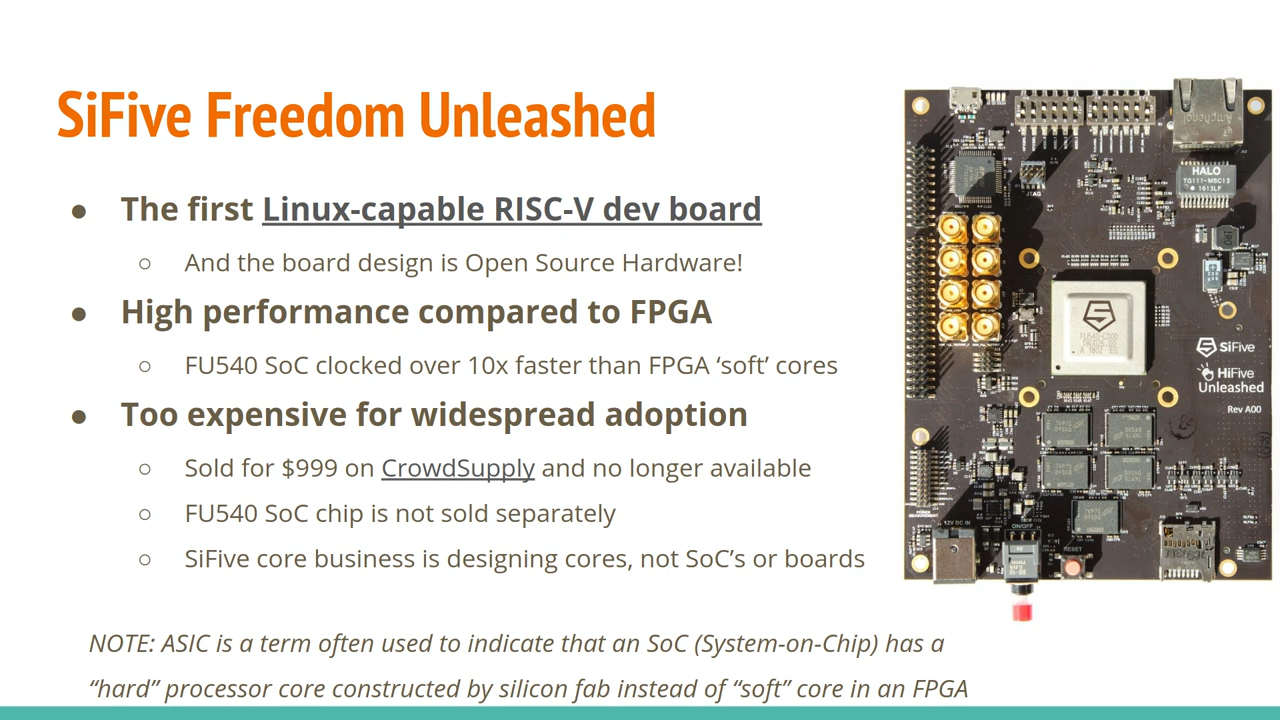 SiFive Freedom Unleashed
● The first Linux-capable RISC-V dev board
○ And the board design is Open Source Hardware!
● High performance compared to FPGA
○ FU540 SoC clocked over 10x faster than FPGA ‘soft’ cores
● Too expensive for widespread adoption
○ Sold for $999 on CrowdSupply and no longer available
○ FU540 SoC chip is not sold separately
○ SiFive core business is designing cores, not SoC’s or boards
NOTE: ASIC is a term often used to indicate that an SoC (System-on-Chip) has a
“hard” processor core constructed by silicon fab instead of “soft” core in an FPGA
Amphenol
HALO
TG111-MSC13
1613LF
JTAG
SiFive
HiFive
Unleashed
Rev A00
12V DC IN
ON/OFF
RESET